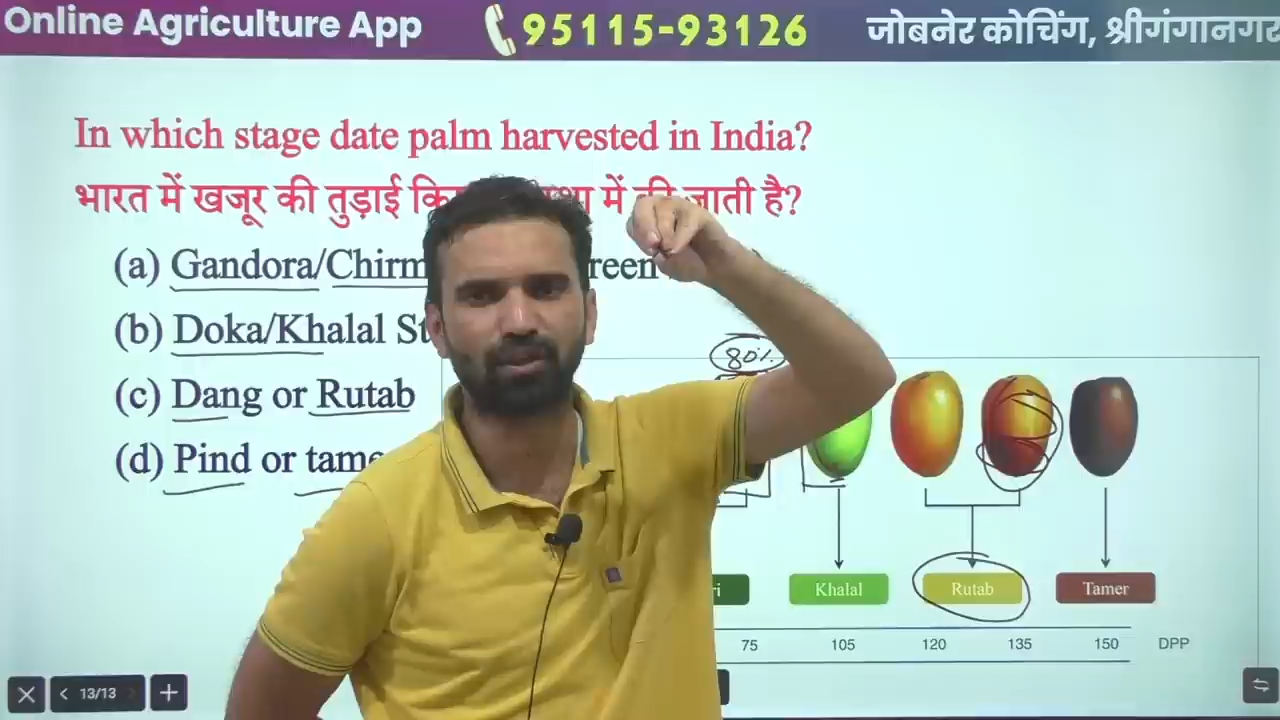 Online Agriculture App 95115-93126 जोबनेर कोचिंग, श्रीगंगानगर
In which stage date palm harvested in India?
भारत में खजूर की तुड़ाई में की जाती है?
(a) Gandora/Chirm reen
(b) Doka/Khalal St
(c) Dang or Rutab
(d) Pind or tame
80%
ri Khalal Rutab Tamer
75 105 120 135 150 DPP
13/13